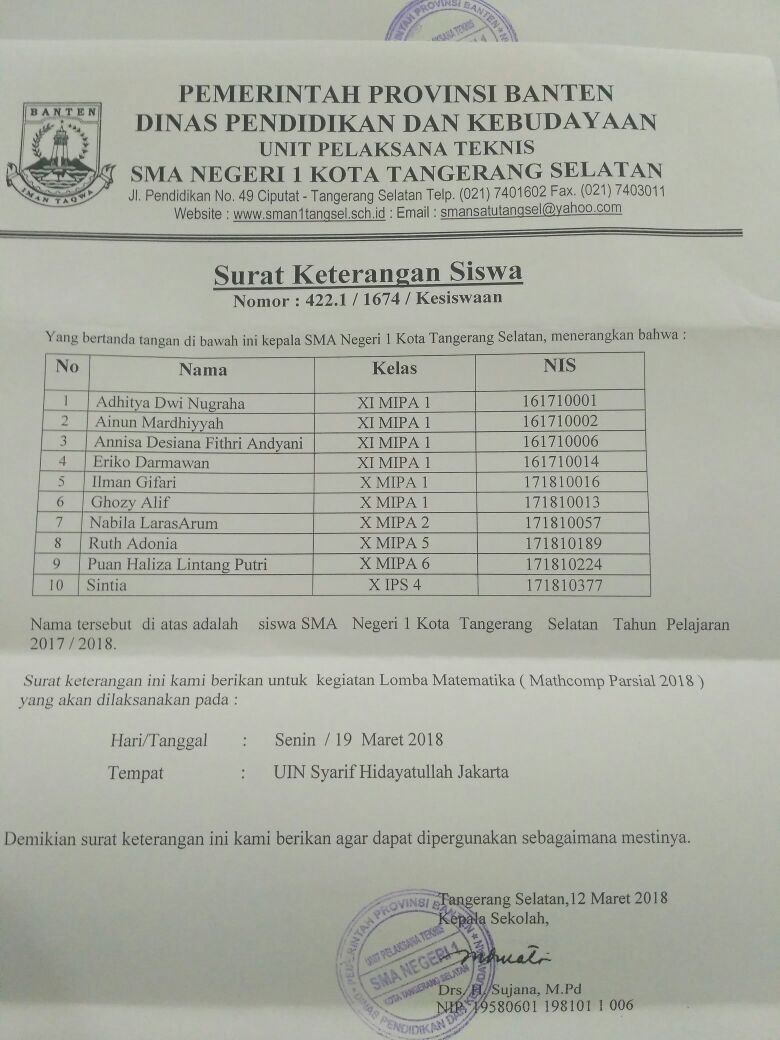 PEMERINTAH PROVINSI BANTEN
DINAS PENDIDIKAN DAN KEBUDAYAAN
UNIT PELAKSANA TEKNIS
SMA NEGERI 1 KOTA TANGERANG SELATAN
Jl. Pendidikan No. 49 Ciputat - Tangerang Selatan Telp. (021) 7401602 Fax. (021) 7403011
Website : www.sman1tangsel.sch.id : Email : smansatutangsel@yahoo.com
BANTEN
IMAN TAQWA
Surat Keterangan Siswa
Nomor : 422.1 / 1674 / Kesiswaan
Yang bertanda tangan di bawah ini kepala SMA Negeri 1 Kota Tangerang Selatan, menerangkan bahwa :
No Nama Kelas NIS
1 Adhitya Dwi Nugraha XI MIPA 1 161710001
2 Ainun Mardhiyyah XI MIPA 1 161710002
3 Annisa Desiana Fithri Andyani XI MIPA 1 161710006
4 Eriko Darmawan XI MIPA 1 161710014
5 Ilman Gifari X MIPA 1 171810016
6 Ghozy Alif X MIPA 1 171810013
7 Nabila LarasArum X MIPA 2 171810057
8 Ruth Adonia X MIPA 5 171810189
9 Puan Haliza Lintang Putri X MIPA 6 171810224
10 Sintia X IPS 4 171810377
Nama tersebut di atas adalah siswa SMA Negeri 1 Kota Tangerang Selatan Tahun Pelajaran
2017 / 2018.
Surat keterangan ini kami berikan untuk kegiatan Lomba Matematika ( Mathcomp Parsial 2018 )
yang akan dilaksanakan pada :
Hari/Tanggal : Senin / 19 Maret 2018
Tempat : UIN Syarif Hidayatullah Jakarta
Demikian surat keterangan ini kami berikan agar dapat dipergunakan sebagaimana mestinya.
Tangerang Selatan,12 Maret 2018
Kepala Sekolah,
Drs. H. Sujana, M.Pd
NIP. 19580601 198101 1 006
PEMERINTAH PROVINSI BANTEN
UNIT PELAKSANA TEKNIS
SMA NEGERI 1
KOTA TANGERANG SELATAN
DINAS PENDIDIKAN DAN KEBUDAYAAN